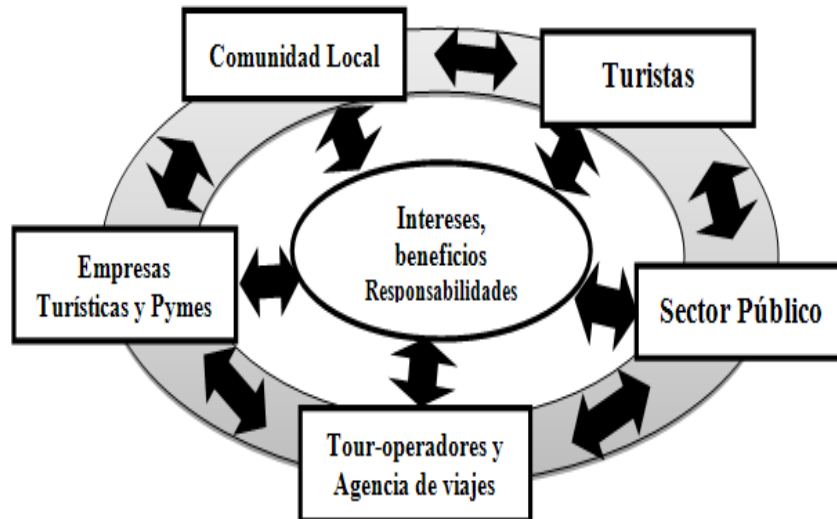 Comunidad Local
Turistas
Intereses,
beneficios
Responsabilidades
Empresas
Turísticas y Pymes
Sector Público
Tour-operadores y
Agencia de viajes